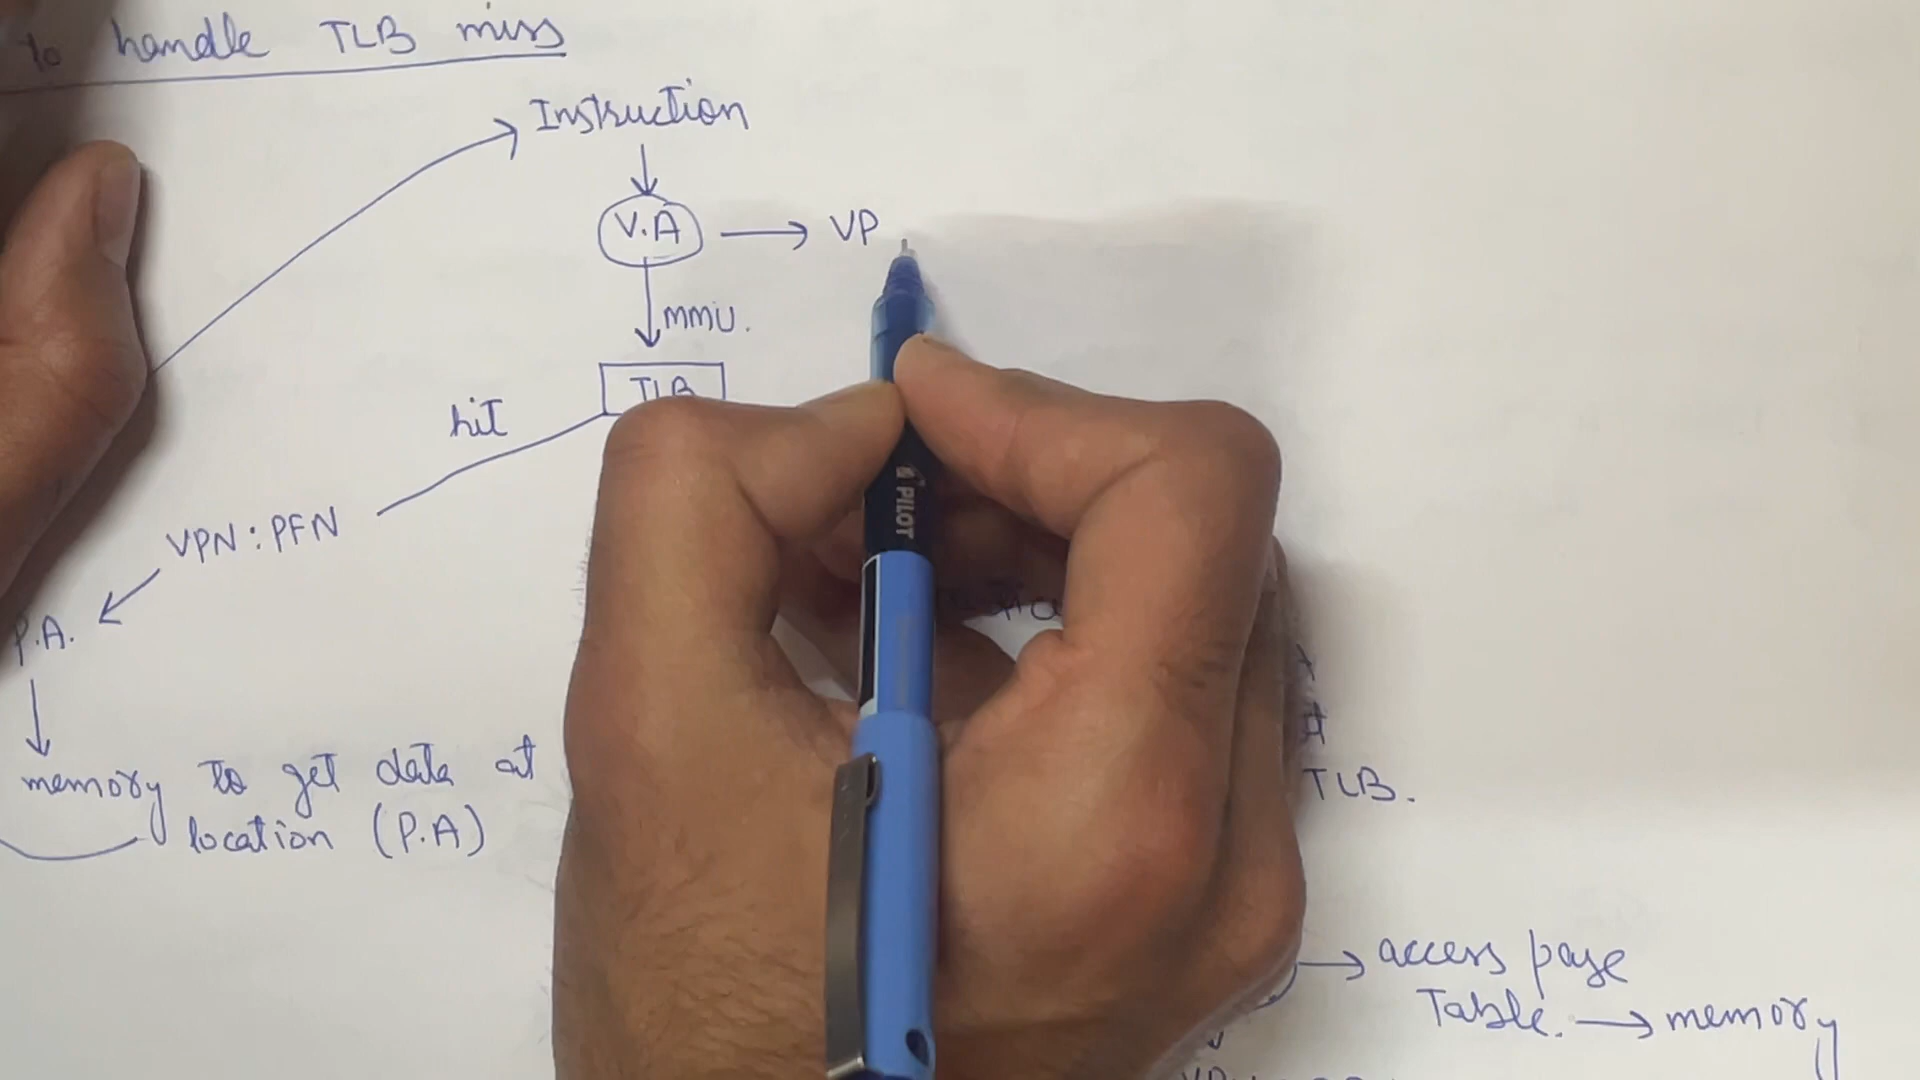 to handle TLB miss
Instruction
V.A → VP
MMU.
TLB
hit
VPN : PFN
P.A.
memory to get data at
location (P.A)
PILOT
TLB.
→ access page
Table. → memory